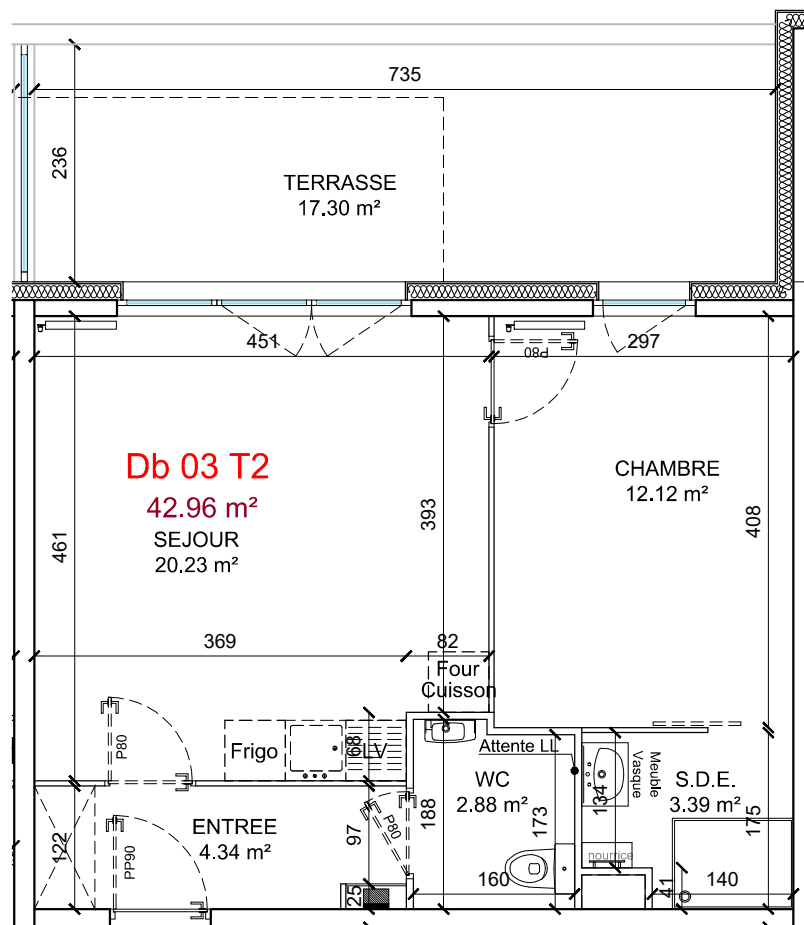 735
236
TERRASSE
17.30 m²
451
P80
297
Db 03 T2
42.96 m²
SEJOUR
20.23 m²
CHAMBRE
12.12 m²
461
393
408
369
82
Four
Cuisson
P80
Frigo
68
LV
Attente LL
WC
2.88 m²
Meuble
Vasque
S.D.E.
3.39 m²
134
175
188
173
ENTREE
4.34 m²
122
PP90
97
P80
nourrice
25
160
41
140